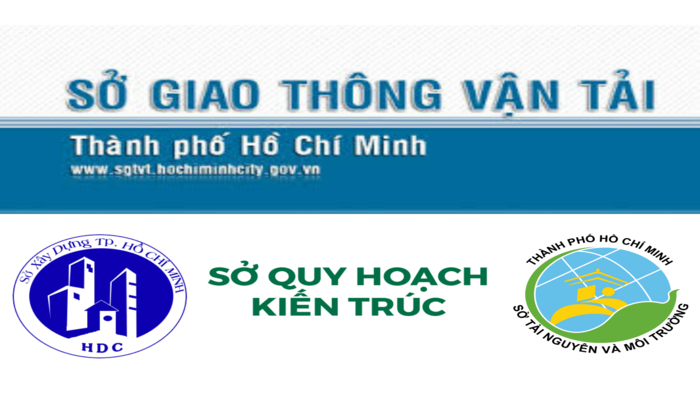 SỞ GIAO THÔNG VẬN TẢI
Thành phố Hồ Chí Minh
www.sgtvt.hochiminhcity.gov.vn
Sở XÂY DỰNG TP. HỒ CHÍ MINH
HDC
SỞ QUY HOẠCH
KIẾN TRÚC
THÀNH PHỐ HỒ CHÍ MINH
SỞ TÀI NGUYÊN VÀ MÔI TRƯỜNG